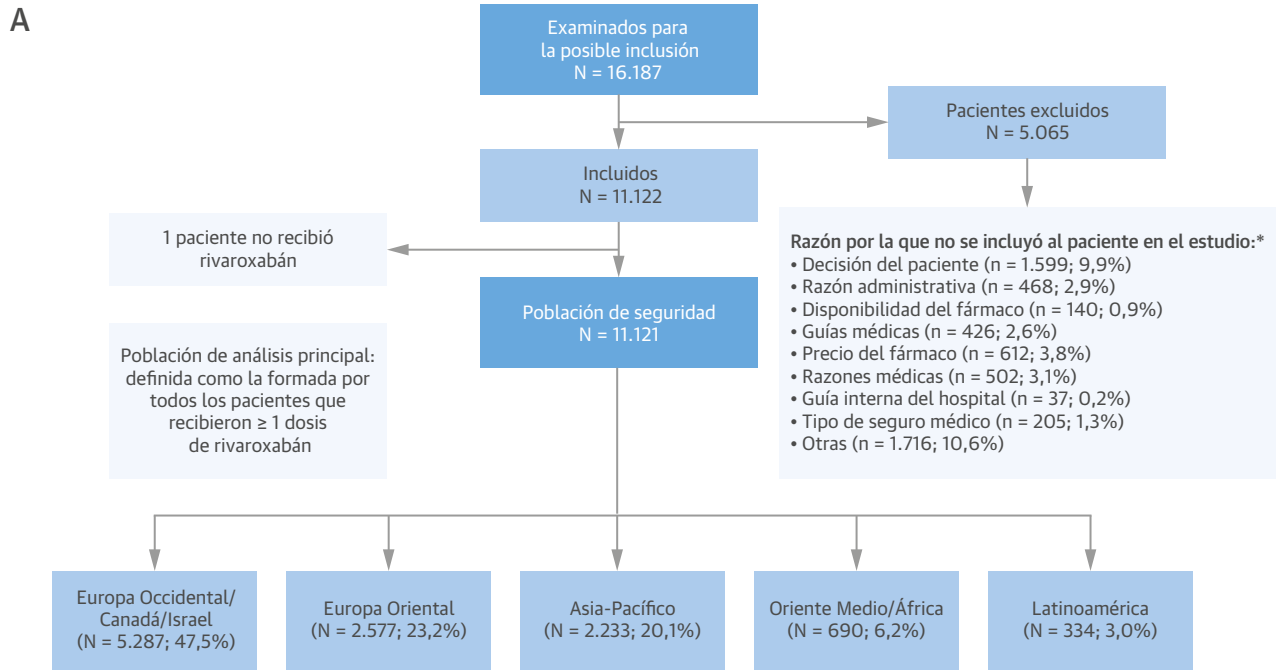 A
Examinados para
la posible inclusión
N = 16.187
Pacientes excluidos
N = 5.065
Incluidos
N = 11.122
1 paciente no recibió
rivaroxabán
Razón por la que no se incluyó al paciente en el estudio:*
• Decisión del paciente (n = 1.599; 9,9%)
• Razón administrativa (n = 468; 2,9%)
• Disponibilidad del fármaco (n = 140; 0,9%)
• Guías médicas (n = 426; 2,6%)
• Precio del fármaco (n = 612; 3,8%)
• Razones médicas (n = 502; 3,1%)
• Guía interna del hospital (n = 37; 0,2%)
• Tipo de seguro médico (n = 205; 1,3%)
• Otras (n = 1.716; 10,6%)
Población de seguridad
N = 11.121
Población de análisis principal:
definida como la formada por
todos los pacientes que
recibieron ≥ 1 dosis
de rivaroxabán
Europa Occidental/
Canadá/Israel
(N = 5.287; 47,5%)
Europa Oriental
(N = 2.577; 23,2%)
Asia-Pacífico
(N = 2.233; 20,1%)
Oriente Medio/África
(N = 690; 6,2%)
Latinoamérica
(N = 334; 3,0%)